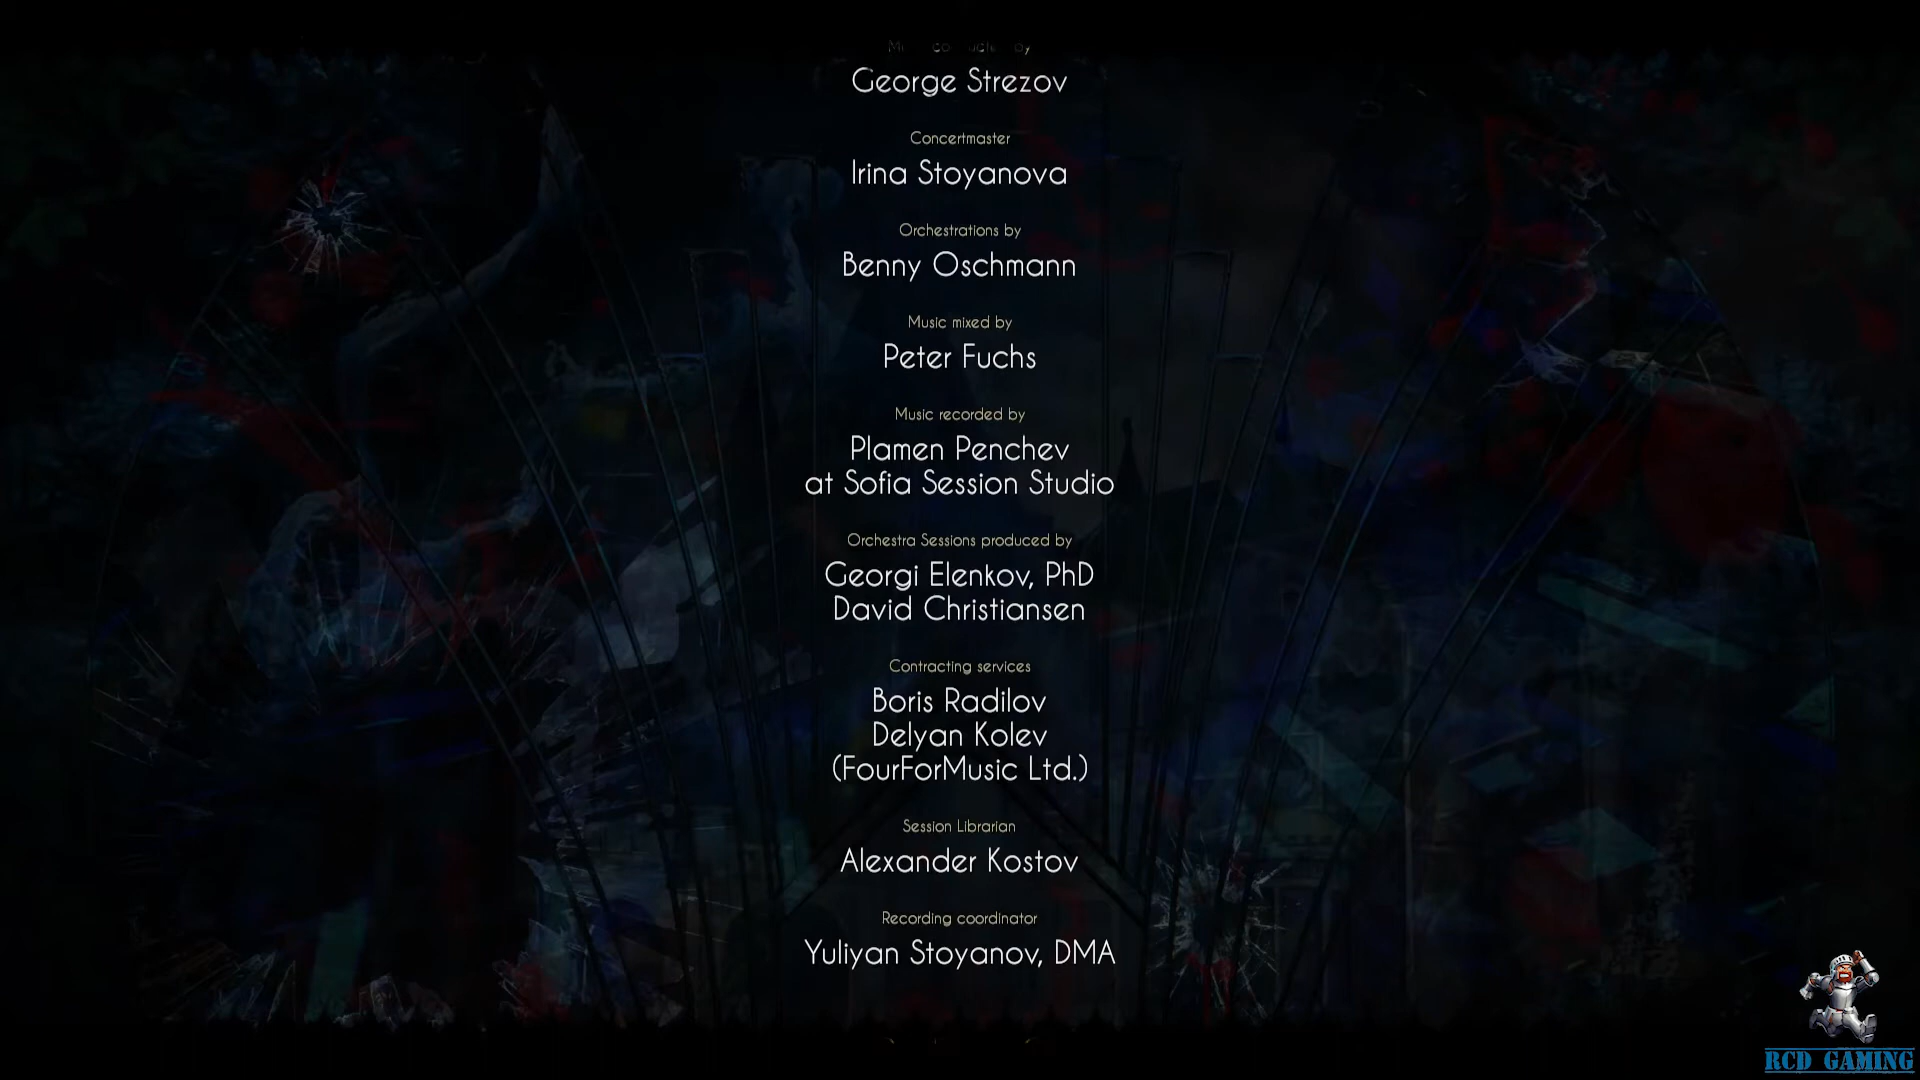 George Strezov
Concertmaster
Irina Stoyanova
Orchestrations by
Benny Oschmann
Music mixed by
Peter Fuchs
Music recorded by
Plamen Penchev
at Sofia Session Studio
Orchestra Sessions produced by
Georgi Elenkov, PhD
David Christiansen
Contracting services
Boris Radilov
Delyan Kolev
(FourForMusic Ltd.)
Session Librarian
Alexander Kostov
Recording coordinator
Yuliyan Stoyanov, DMA
RCD GAMING